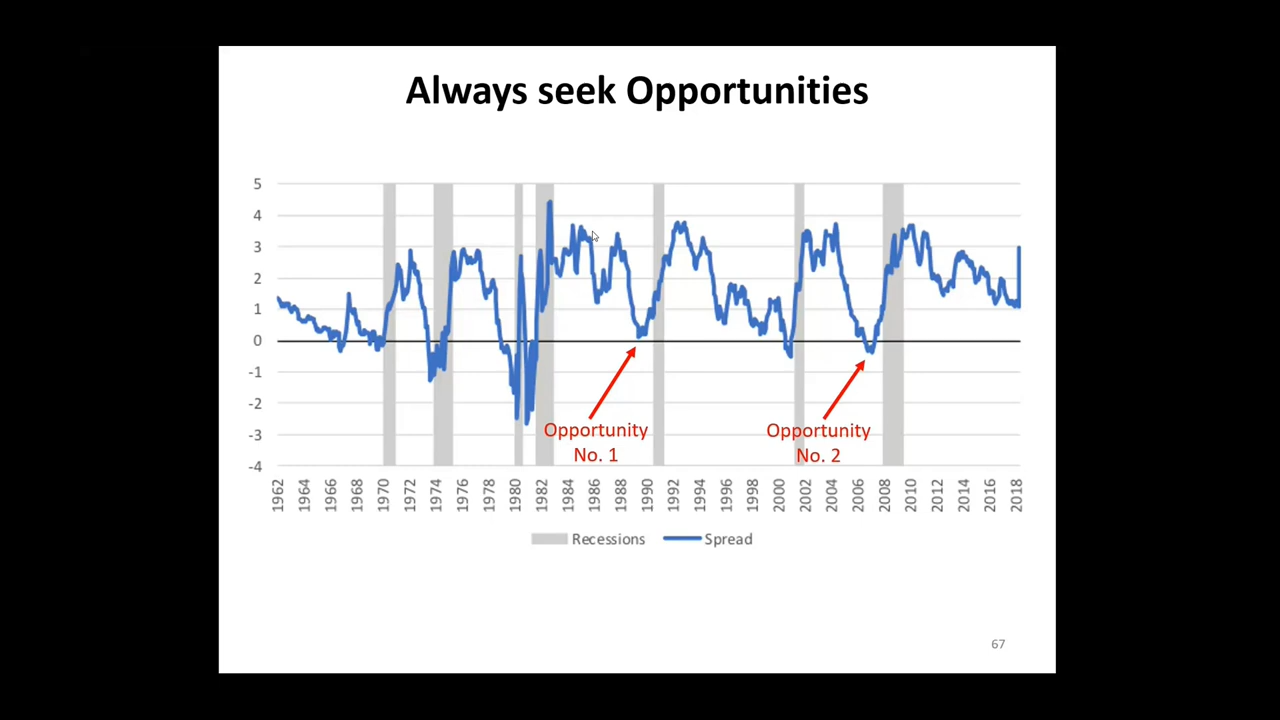 Always seek Opportunities
5
4
3
2
1
0
-1
-2
-3
-4
Opportunity
No. 1
Opportunity
No. 2
1962 1964 1966 1968 1970 1972 1974 1976 1978 1980 1982 1984 1986 1988 1990 1992 1994 1996 1998 2000 2002 2004 2006 2008 2010 2012 2014 2016 2018
Recessions Spread
67